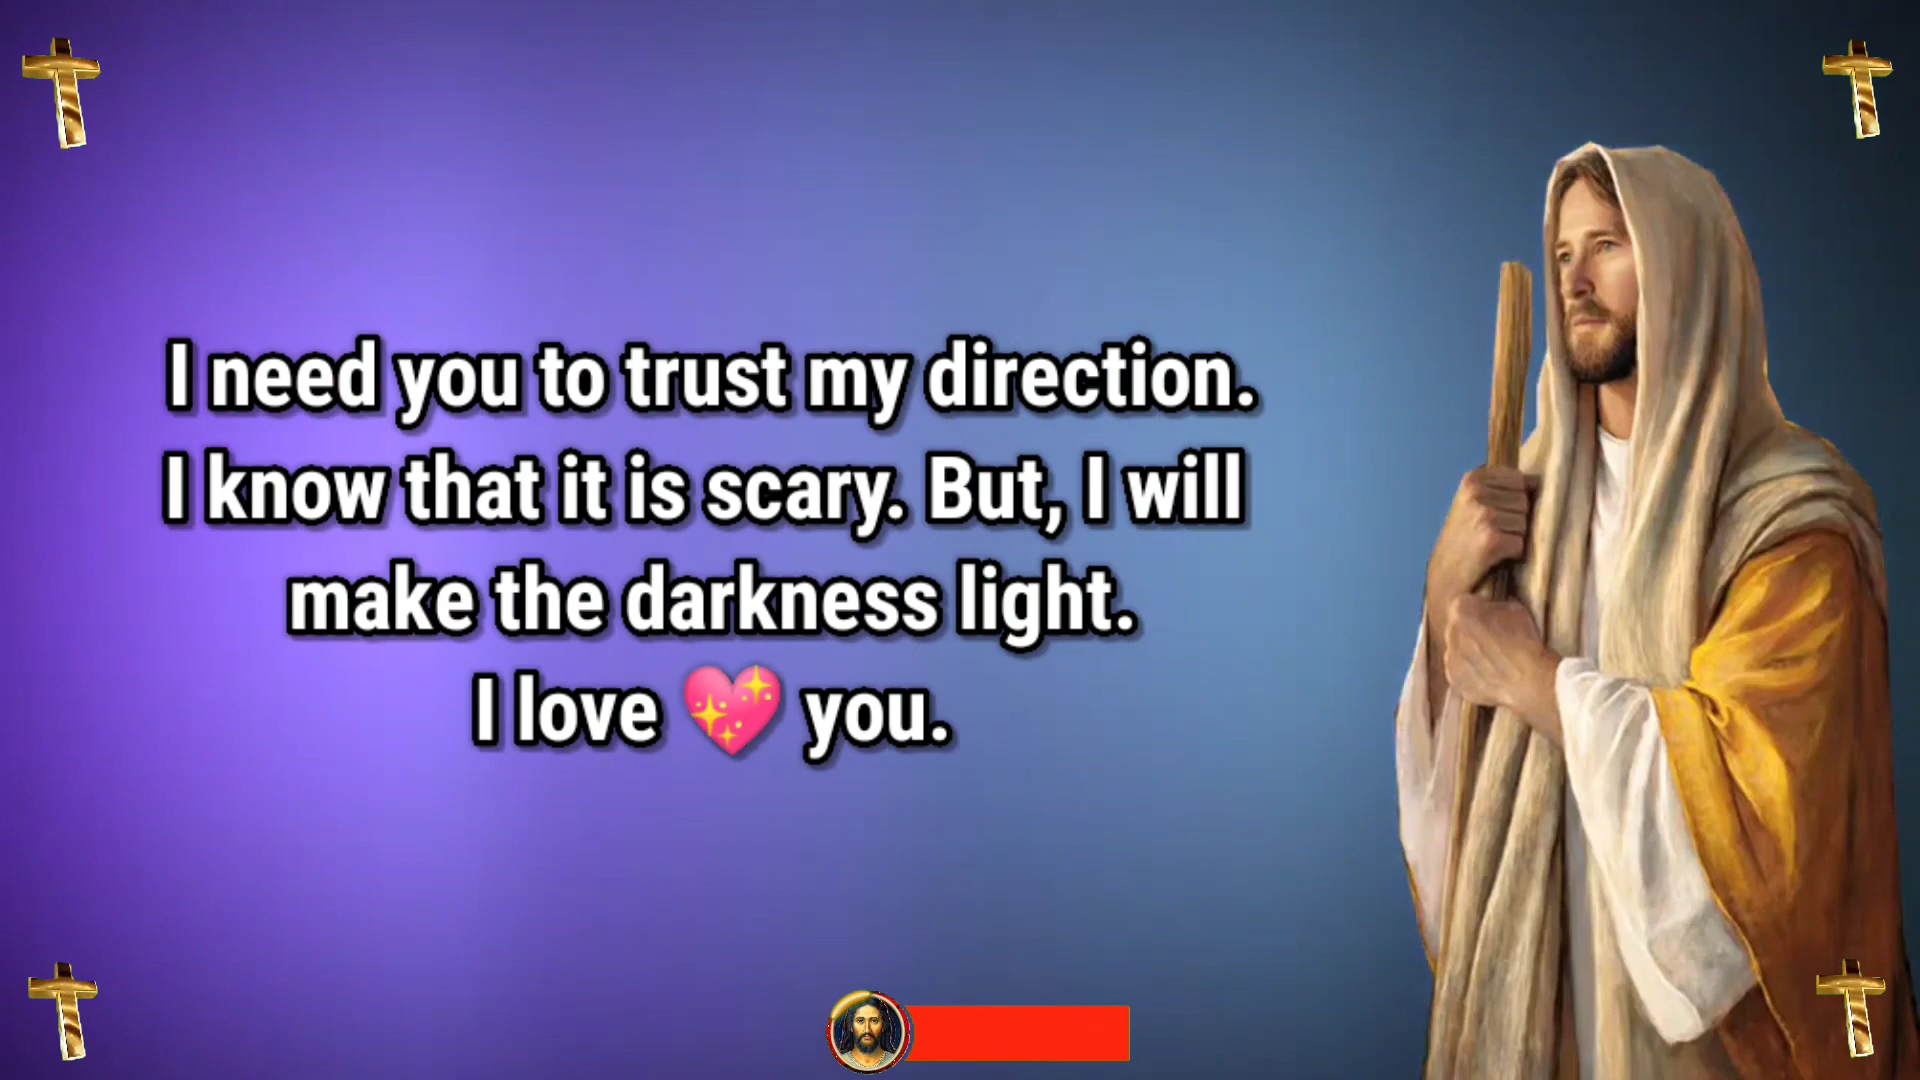 I need you to trust my direction.
I know that it is scary. But, I will
make the darkness light.
I love 💖 you.